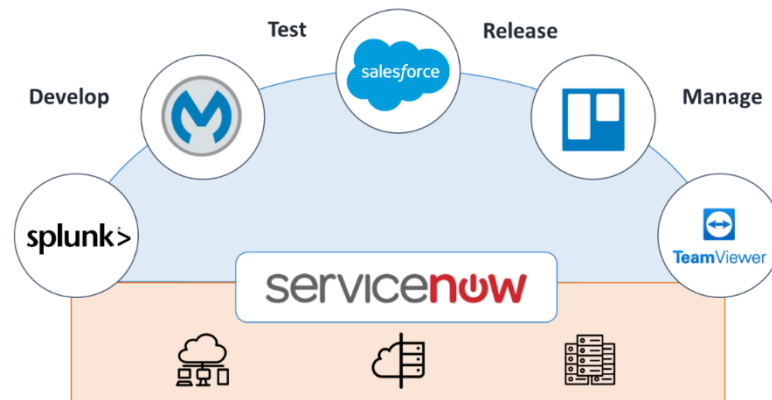 Test
Release
salesforce
Develop
Manage
splunk>
TeamViewer
servicenow